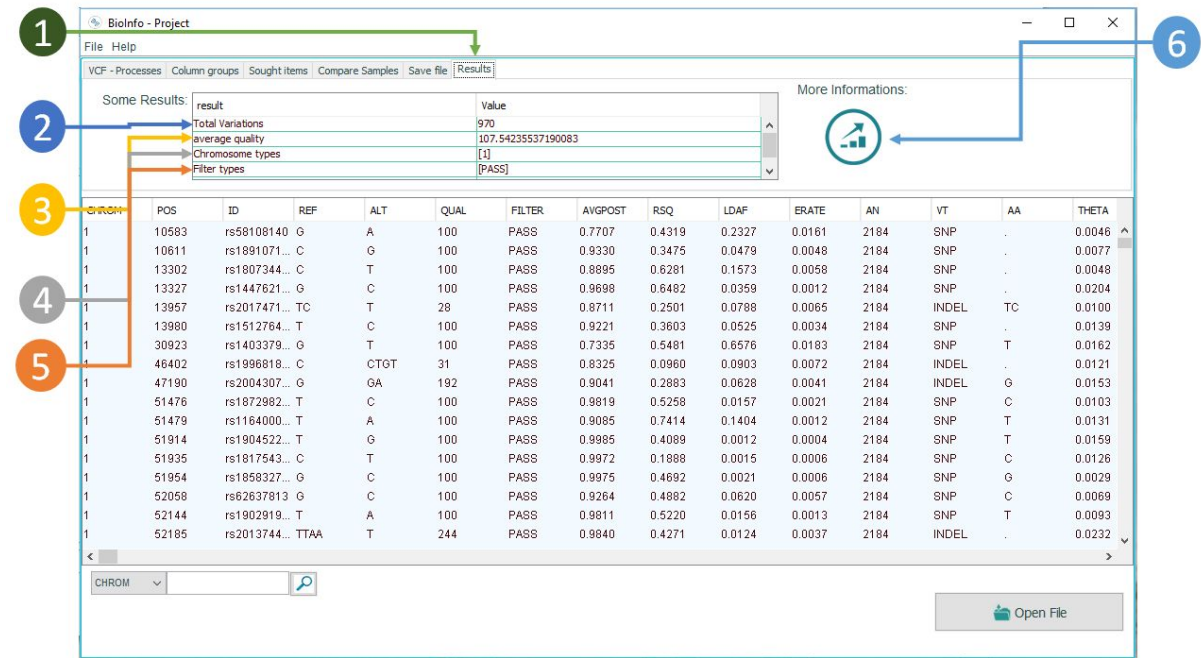 1
BioInfo - Project
6
File Help
VCF - Processes Column groups Sought items Compare Samples Save file Results
Some Results: result Value More Informations:
2 Total Variations 970
average quality 107.54235537190083
Chromosome types [1]
Filter types [PASS]
3
CHROM POS ID REF ALT QUAL FILTER AVGPOST RSQ LDAF ERATE AN VT AA THETA
1 10583 rs58108140 G A 100 PASS 0.7707 0.4319 0.2327 0.0161 2184 SNP . 0.0046
1 10611 rs1891071... C G 100 PASS 0.9330 0.3475 0.0479 0.0048 2184 SNP . 0.0077
1 13302 rs1807344... C T 100 PASS 0.8895 0.6281 0.1573 0.0058 2184 SNP . 0.0048
1 13327 rs1447621... G C 100 PASS 0.9698 0.6482 0.0359 0.0012 2184 SNP . 0.0204
4
1 13957 rs2017471... TC T 28 PASS 0.8711 0.2501 0.0788 0.0065 2184 INDEL TC 0.0100
1 13980 rs1512764... T C 100 PASS 0.9221 0.3603 0.0525 0.0034 2184 SNP . 0.0139
1 30923 rs1403379... G T 100 PASS 0.7335 0.5481 0.6576 0.0183 2184 SNP T 0.0162
5
1 46402 rs1996818... C CTGT 31 PASS 0.8325 0.0960 0.0903 0.0072 2184 INDEL . 0.0121
1 47190 rs2004307... G GA 192 PASS 0.9041 0.2883 0.0628 0.0041 2184 INDEL G 0.0153
1 51476 rs1872982... T C 100 PASS 0.9819 0.5258 0.0157 0.0021 2184 SNP C 0.0103
1 51479 rs1164000... T A 100 PASS 0.9085 0.7414 0.1404 0.0012 2184 SNP T 0.0131
1 51914 rs1904522... T G 100 PASS 0.9985 0.4089 0.0012 0.0004 2184 SNP T 0.0159
1 51935 rs1817543... C T 100 PASS 0.9972 0.1888 0.0015 0.0006 2184 SNP C 0.0126
1 51954 rs1858327... G C 100 PASS 0.9975 0.4692 0.0021 0.0006 2184 SNP G 0.0029
1 52058 rs62637813 G C 100 PASS 0.9264 0.4882 0.0620 0.0057 2184 SNP C 0.0069
1 52144 rs1902919... T A 100 PASS 0.9811 0.5220 0.0156 0.0013 2184 SNP T 0.0093
1 52185 rs2013744... TTAA T 244 PASS 0.9840 0.4271 0.0124 0.0037 2184 INDEL . 0.0232
CHROM
Open File